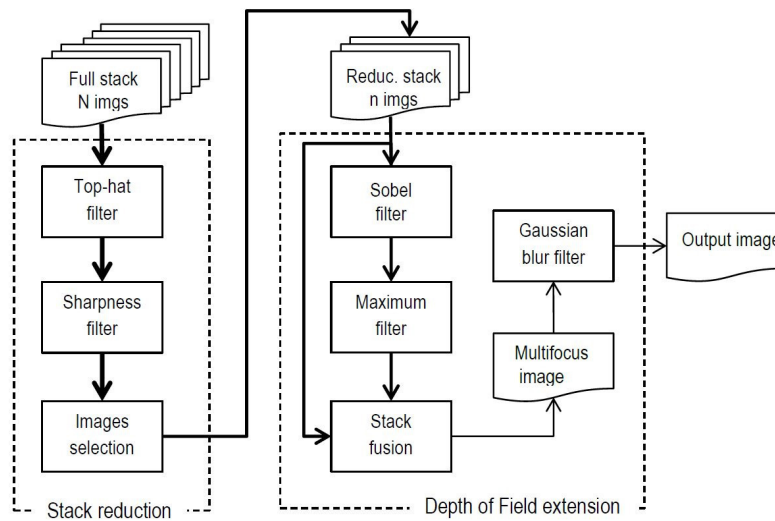 Full stack
N imgs
Top-hat
filter
Sharpness
filter
Images
selection
Stack reduction
Reduc. stack
n imgs
Sobel
filter
Maximum
filter
Stack
fusion
Gaussian
blur filter
Multifocus
image
Depth of Field extension
Output image